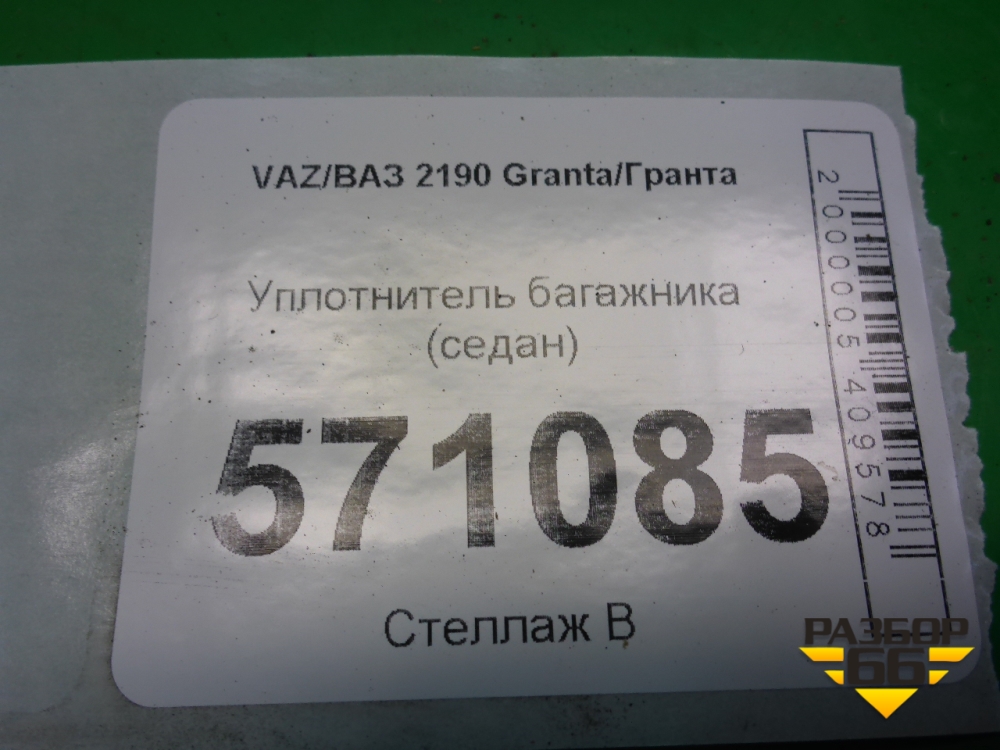 VAZ/ВАЗ 2190 Granta/Гранта
Уплотнитель багажника
(седан)
571085
Стеллаж В
2000005409578
РАЗБОР
66